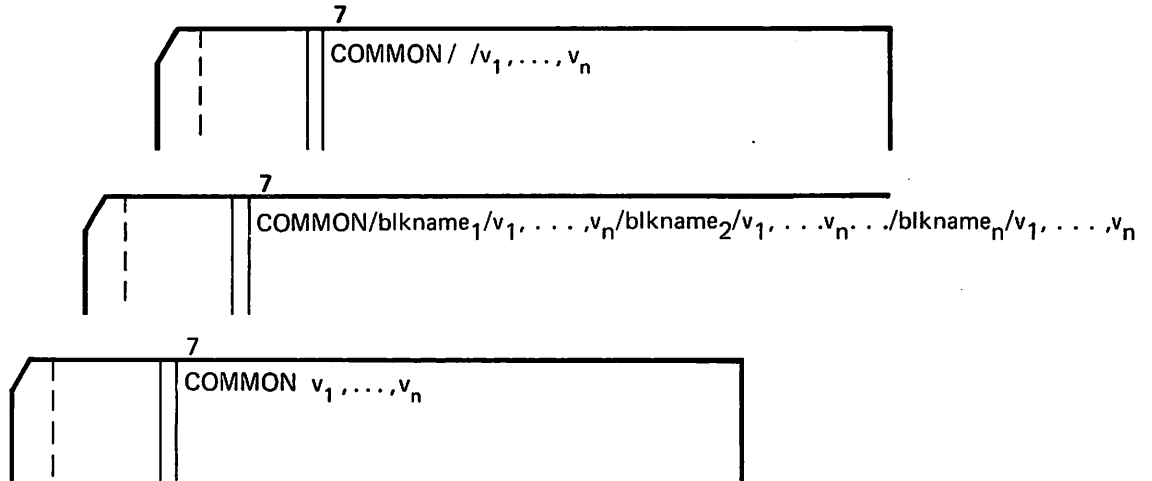 7
COMMON/ /v₁,...,vₙ
7
COMMON/blkname₁/v₁,. . . ,vₙ/blkname₂/v₁,. . . .vₙ. . ./blknameₙ/v₁,. . . . ,vₙ
7
COMMON v₁,...,vₙ